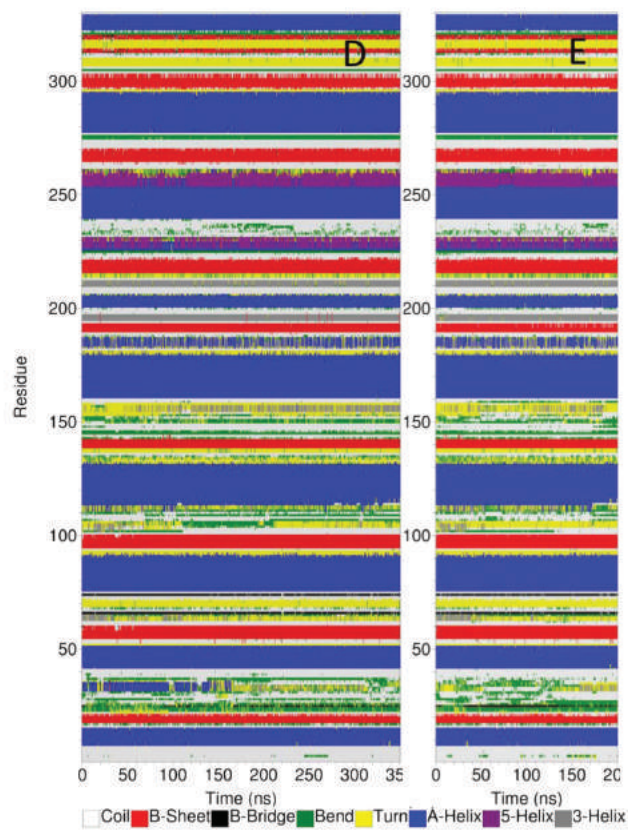 D
E
300
300
250
250
200
200
Residue
150
150
100
100
50
50
0 50 100 150 200 250 300 35
0 50 100 150 20
Time (ns) Time (ns)
Coil B-Sheet B-Bridge Bend Turn A-Helix 5-Helix 3-Helix